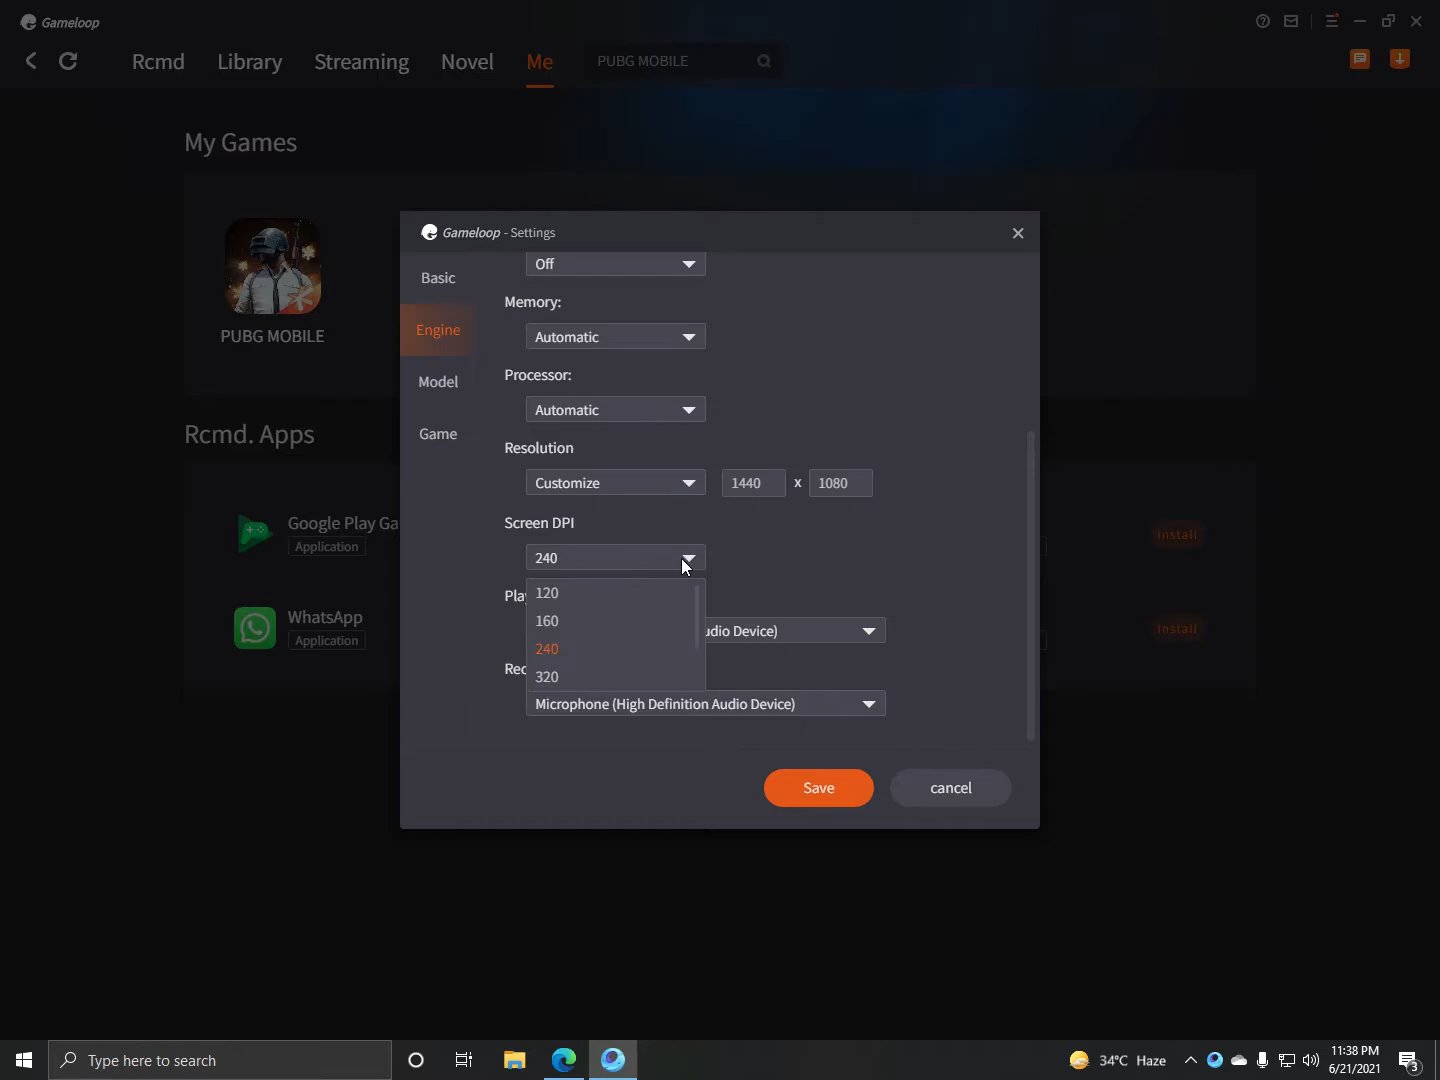 Gameloop
Rcmd Library Streaming Novel Me PUBG MOBILE
My Games
PUBG MOBILE
Rcmd. Apps
Google Play Ga
Application
Install
WhatsApp
Application
Install
Gameloop - Settings
Basic
Engine
Model
Game
Off
Memory:
Automatic
Processor:
Automatic
Resolution
Customize 1440 x 1080
Screen DPI
240
120
160
240
320
Play
udio Device)
Rec
Microphone (High Definition Audio Device)
Save cancel
Type here to search
34°C Haze
11:38 PM
6/21/2021
3